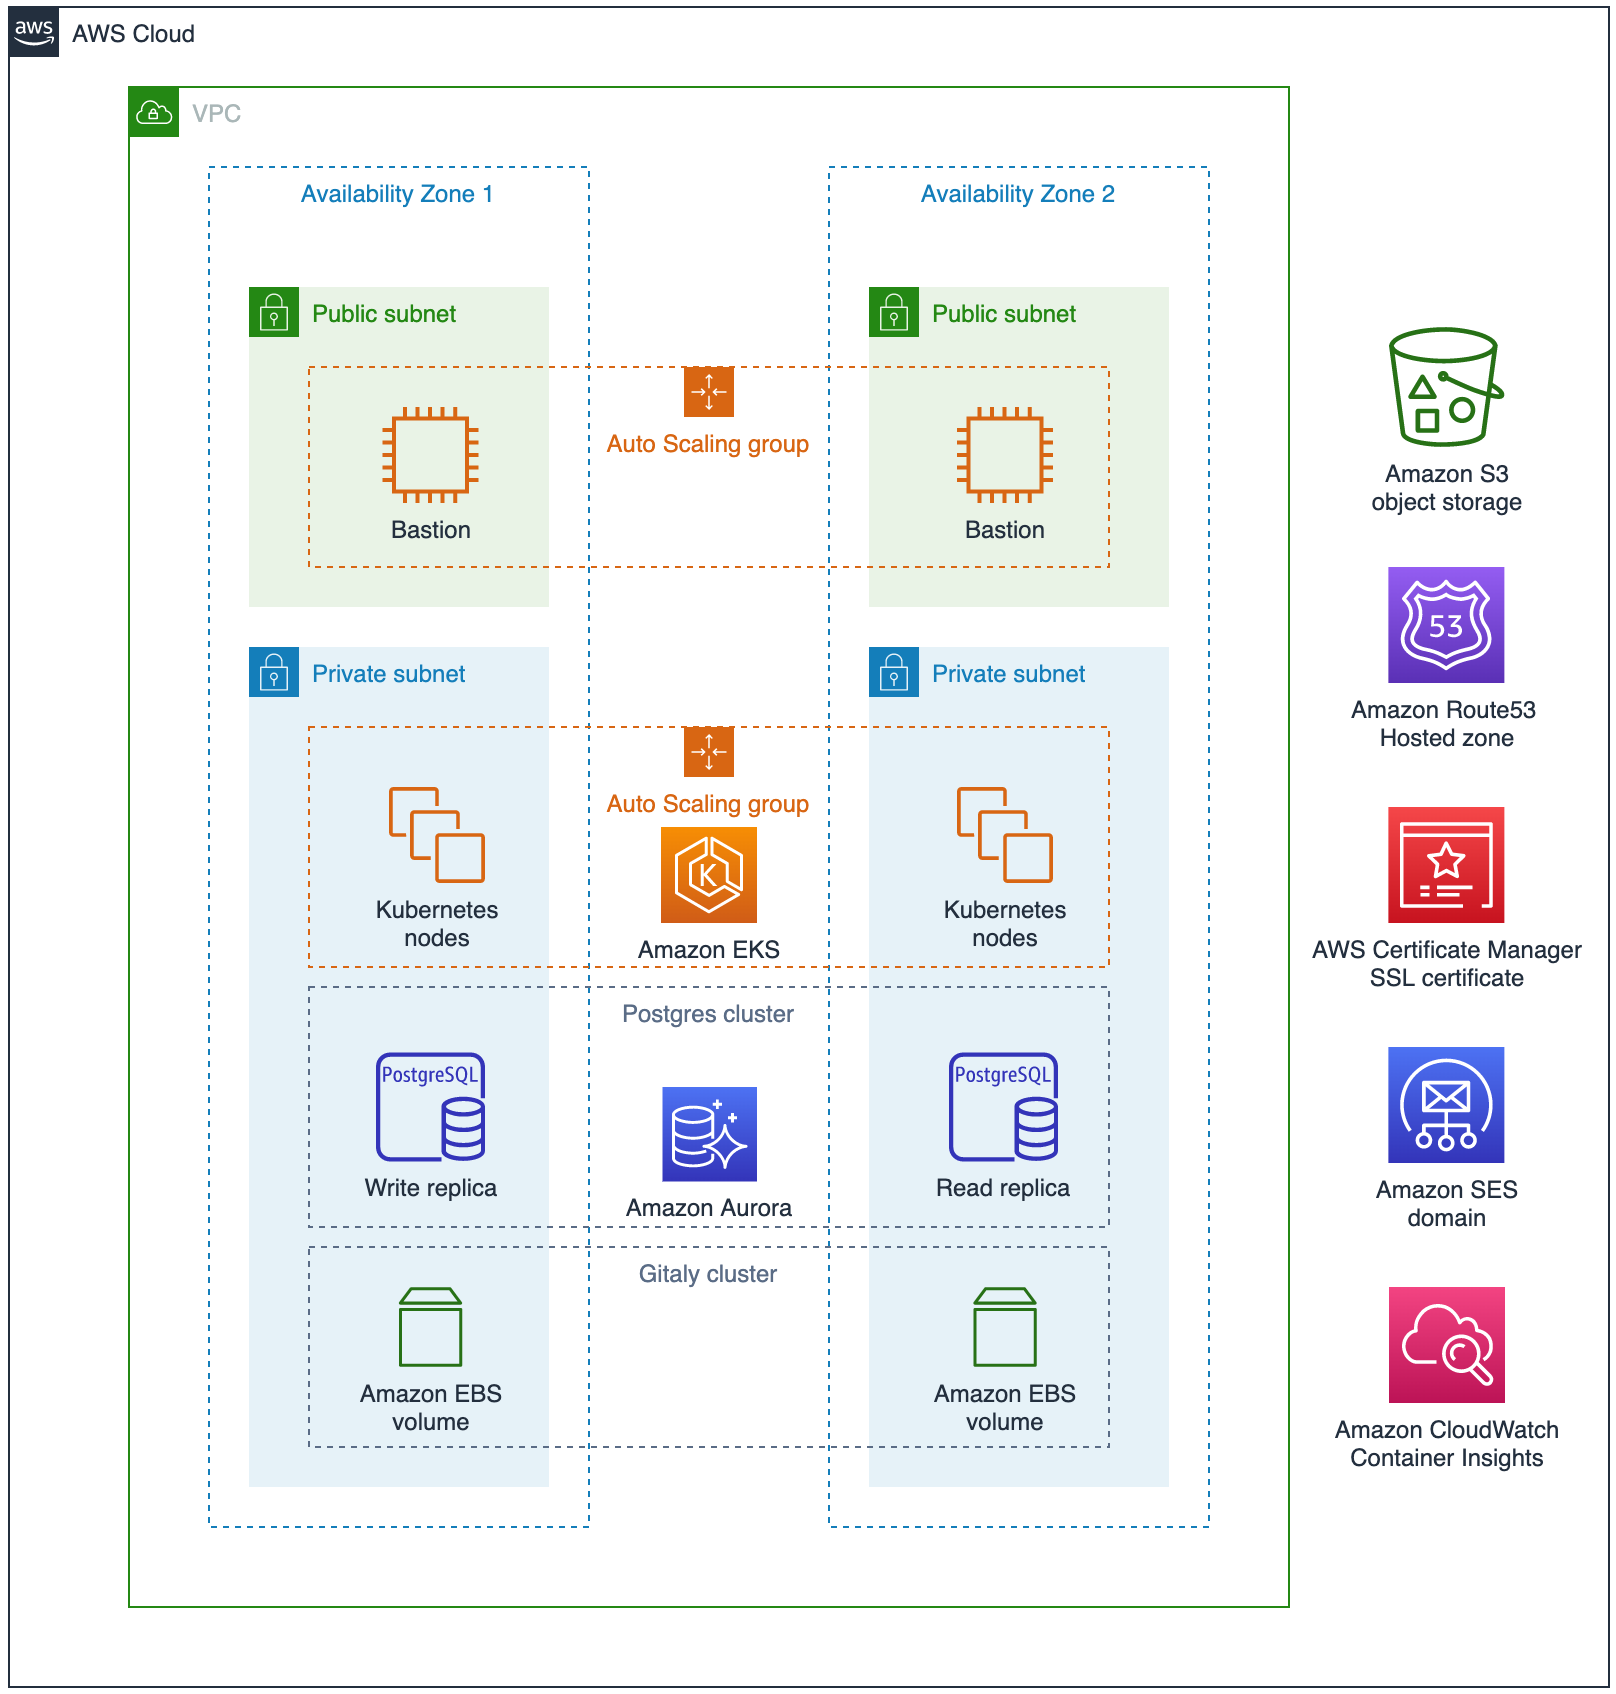 aws
AWS Cloud
VPC
Availability Zone 1
Availability Zone 2
Public subnet
Public subnet
Auto Scaling group
Bastion
Bastion
Private subnet
Private subnet
Auto Scaling group
K
Kubernetes
nodes
Amazon EKS
Kubernetes
nodes
Postgres cluster
PostgreSQL
PostgreSQL
Write replica
Amazon Aurora
Read replica
Gitaly cluster
Amazon EBS
volume
Amazon EBS
volume
Amazon S3
object storage
53
Amazon Route53
Hosted zone
AWS Certificate Manager
SSL certificate
Amazon SES
domain
Amazon CloudWatch
Container Insights